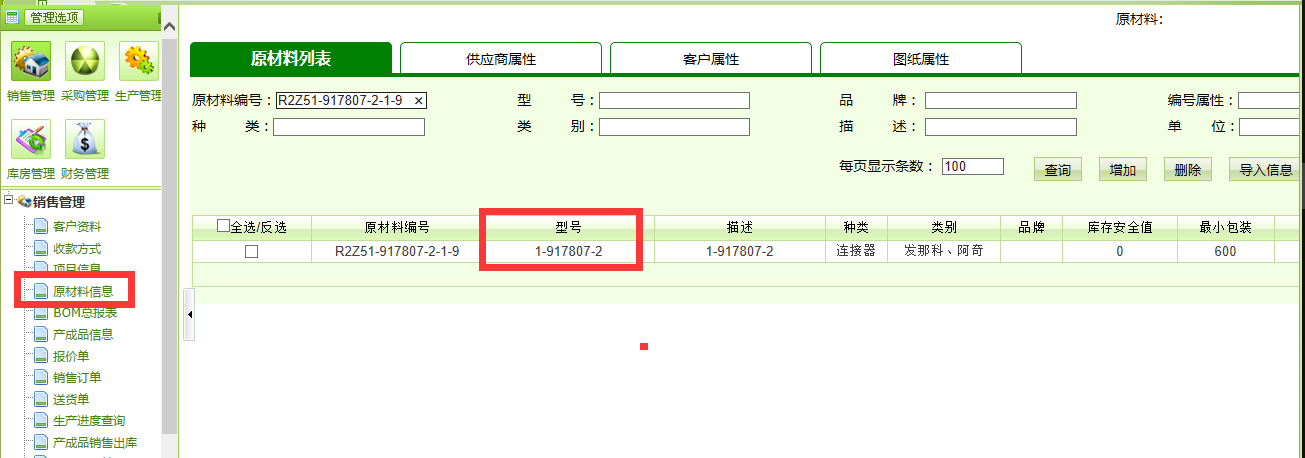 管理选项
原材料:
销售管理 采购管理 生产管理
库房管理 财务管理
销售管理
客户资料
收款方式
项目信息
原材料信息
BOM总报表
产成品信息
报价单
销售订单
送货单
生产进度查询
产成品销售出库
原材料列表 供应商属性 客户属性 图纸属性
原材料编号: R2Z51-917807-2-1-9 × 型 号: 品 牌: 编号属性:
种 类: 类 别: 描 述: 单 位:
每页显示条数: 100 查询 增加 删除 导入信息
全选/反选 原材料编号 型号 描述 种类 类别 品牌 库存安全值 最小包装
R2Z51-917807-2-1-9 1-917807-2 1-917807-2 连接器 发那科、阿奇 0 600